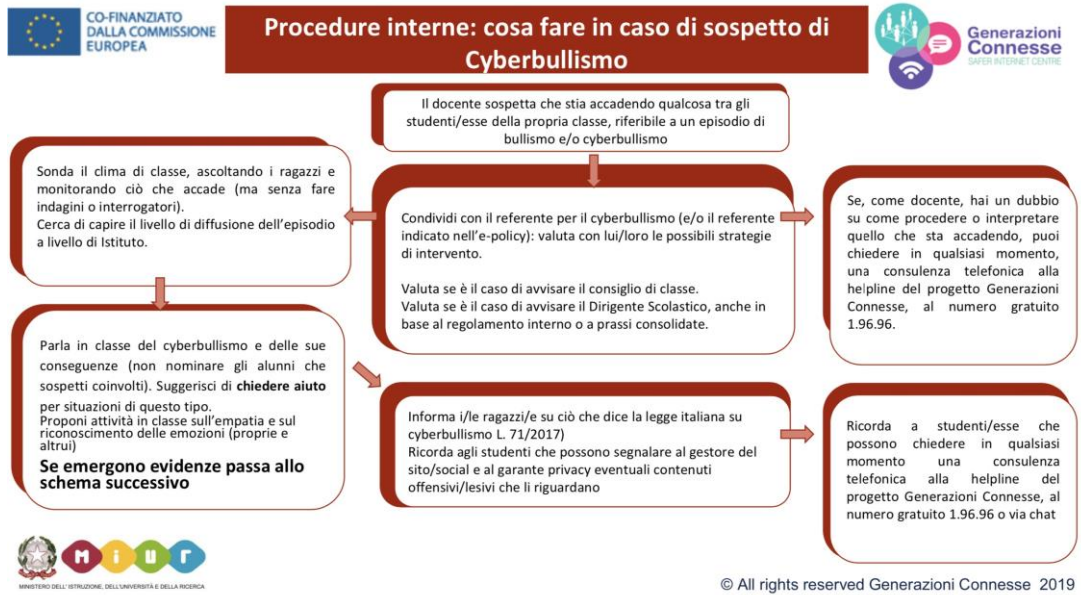 CO-FINANZIATO
DALLA COMMISSIONE
EUROPEA
Procedure interne: cosa fare in caso di sospetto di
Cyberbullismo
Generazioni
Connesse
SAFER INTERNET CENTRE
Il docente sospetta che stia accadendo qualcosa tra gli
studenti/esse della propria classe, riferibile a un episodio di
bullismo e/o cyberbullismo
Sonda il clima di classe, ascoltando i ragazzi e
monitorando ciò che accade (ma senza fare
indagini o interrogatori).
Cerca di capire il livello di diffusione dell'episodio
a livello di Istituto.
Condividi con il referente per il cyberbullismo (e/o il referente
indicato nell'e-policy): valuta con lui/loro le possibili strategie
di intervento.
Valuta se è il caso di avvisare il consiglio di classe.
Valuta se è il caso di avvisare il Dirigente Scolastico, anche in
base al regolamento interno o a prassi consolidate.
Se, come docente, hai un dubbio
su come procedere o interpretare
quello che sta accadendo, puoi
chiedere in qualsiasi momento,
una consulenza telefonica alla
helpline del progetto Generazioni
Connesse, al numero gratuito
1.96.96.
Parla in classe del cyberbullismo e delle sue
conseguenze (non nominare gli alunni che
sospetti coinvolti). Suggerisci di chiedere aiuto
per situazioni di questo tipo.
Proponi attività in classe sull'empatia e sul
riconoscimento delle emozioni (proprie e
altrui)
Se emergono evidenze passa allo
schema successivo
Informa i/le ragazzi/e su ciò che dice la legge italiana su
cyberbullismo L. 71/2017)
Ricorda agli studenti che possono segnalare al gestore del
sito/social e al garante privacy eventuali contenuti
offensivi/lesivi che li riguardano
Ricorda a studenti/esse che
possono chiedere in qualsiasi
momento una consulenza
telefonica alla helpline del
progetto Generazioni Connesse, al
numero gratuito 1.96.96 o via chat
miur
MINISTERO DELL' ISTRUZIONE, DELL'UNIVERSITÀ E DELLA RICERCA
© All rights reserved Generazioni Connesse 2019